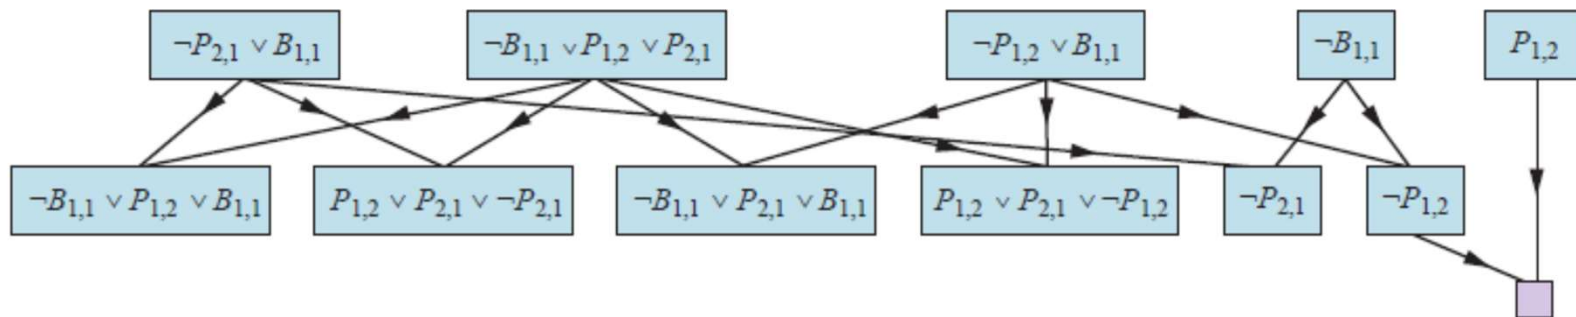 ¬P2,1 ∨ B1,1
¬B1,1 ∨ P1,2 ∨ P2,1
¬P1,2 ∨ B1,1
¬B1,1
P1,2
¬B1,1 ∨ P1,2 ∨ B1,1
P1,2 ∨ P2,1 ∨ ¬P2,1
¬B1,1 ∨ P2,1 ∨ B1,1
P1,2 ∨ P2,1 ∨ ¬P1,2
¬P2,1
¬P1,2